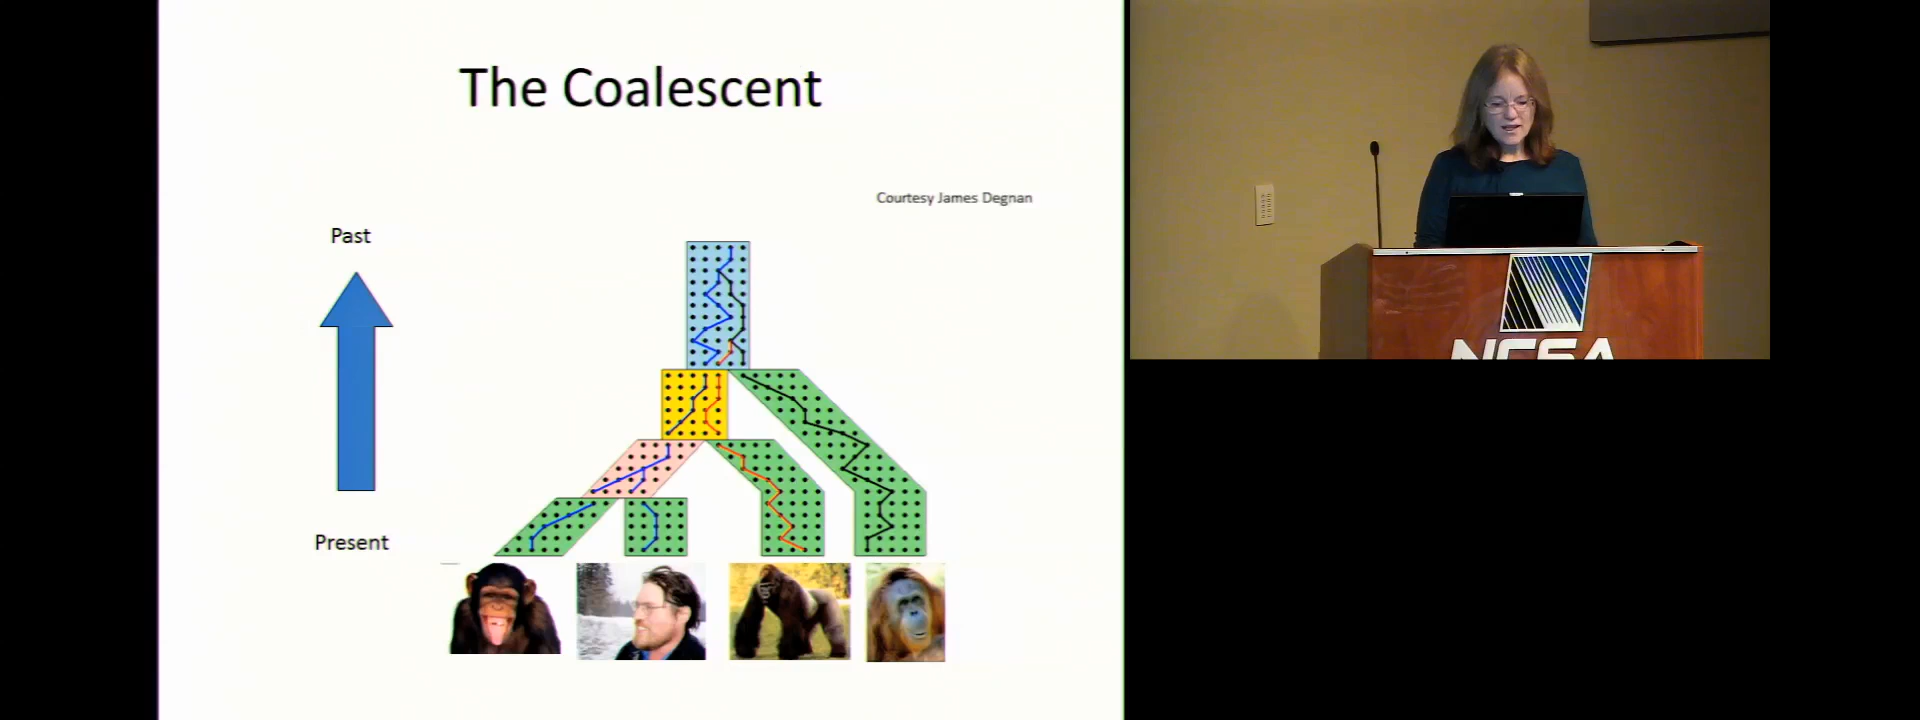 The Coalescent
Courtesy James Degnan
Past
Present
NCSA